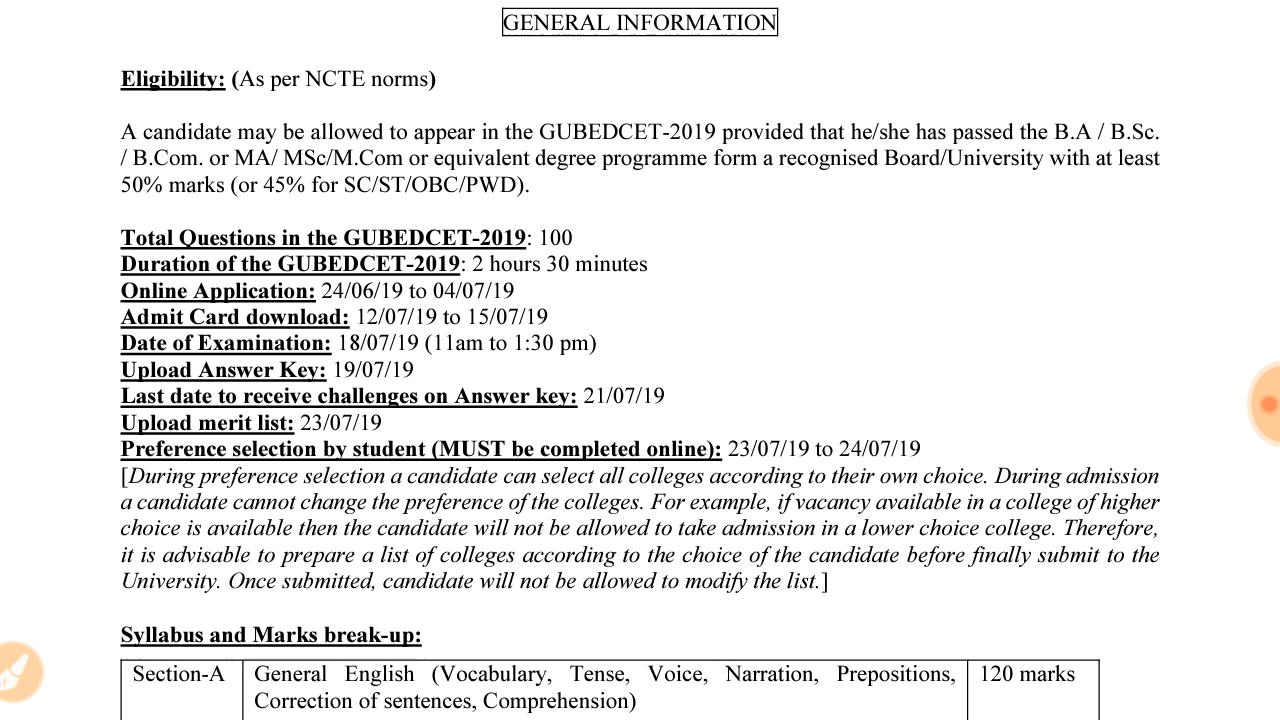 GENERAL INFORMATION
Eligibility: (As per NCTE norms)
A candidate may be allowed to appear in the GUBEDCET-2019 provided that he/she has passed the B.A / B.Sc.
/ B.Com. or MA/ MSc/M.Com or equivalent degree programme form a recognised Board/University with at least
50% marks (or 45% for SC/ST/OBC/PWD).
Total Questions in the GUBEDCET-2019: 100
Duration of the GUBEDCET-2019: 2 hours 30 minutes
Online Application: 24/06/19 to 04/07/19
Admit Card download: 12/07/19 to 15/07/19
Date of Examination: 18/07/19 (11am to 1:30 pm)
Upload Answer Key: 19/07/19
Last date to receive challenges on Answer key: 21/07/19
Upload merit list: 23/07/19
Preference selection by student (MUST be completed online): 23/07/19 to 24/07/19
[During preference selection a candidate can select all colleges according to their own choice. During admission
a candidate cannot change the preference of the colleges. For example, if vacancy available in a college of higher
choice is available then the candidate will not be allowed to take admission in a lower choice college. Therefore,
it is advisable to prepare a list of colleges according to the choice of the candidate before finally submit to the
University. Once submitted, candidate will not be allowed to modify the list.]
Syllabus and Marks break-up:
Section-A General English (Vocabulary, Tense, Voice, Narration, Prepositions, 120 marks
Correction of sentences, Comprehension)